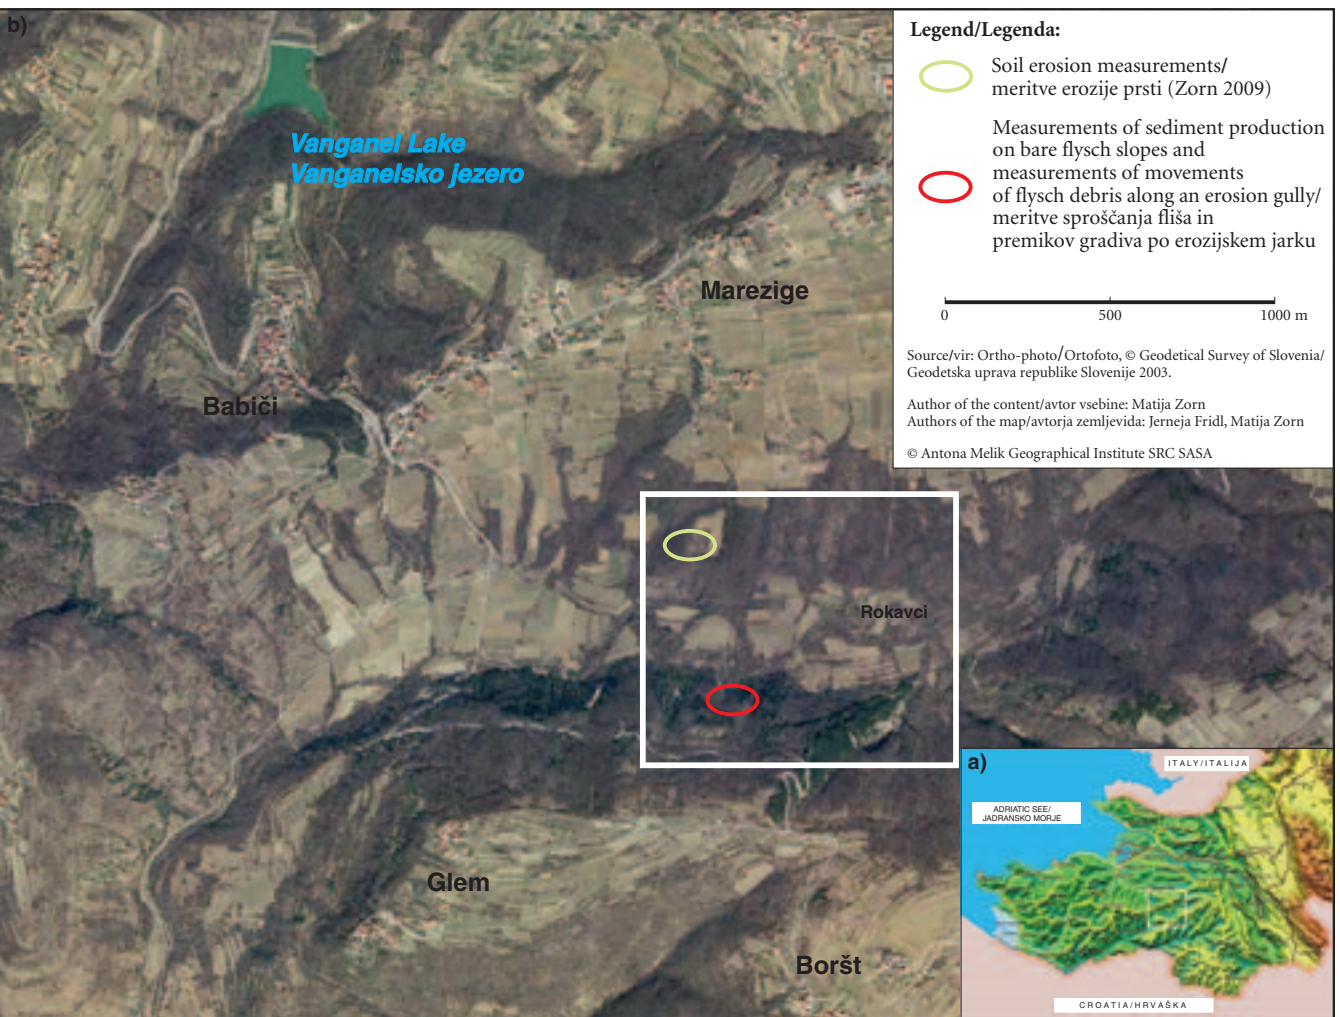 b)
Legend/Legenda:
Soil erosion measurements/
meritve erozije prsti (Zorn 2009)
Measurements of sediment production
on bare flysch slopes and
measurements of movements
of flysch debris along an erosion gully/
meritve sproščanja fliša in
premikov gradiva po erozijskem jarku
0 500 1000 m
Source/vir: Ortho-photo/Ortofoto, © Geodetical Survey of Slovenia/
Geodetska uprava republike Slovenije 2003.
Author of the content/avtor vsebine: Matija Zorn
Authors of the map/avtorja zemljevida: Jerneja Fridl, Matija Zorn
© Antona Melik Geographical Institute SRC SASA
Vanganel Lake
Vanganelsko jezero
Marezige
Babiči
Rokavci
Glem
Boršt
a)
ITALY/ITALIJA
ADRIATIC SEE/
JADRANSKO MORJE
CROATIA/HRVAŠKA